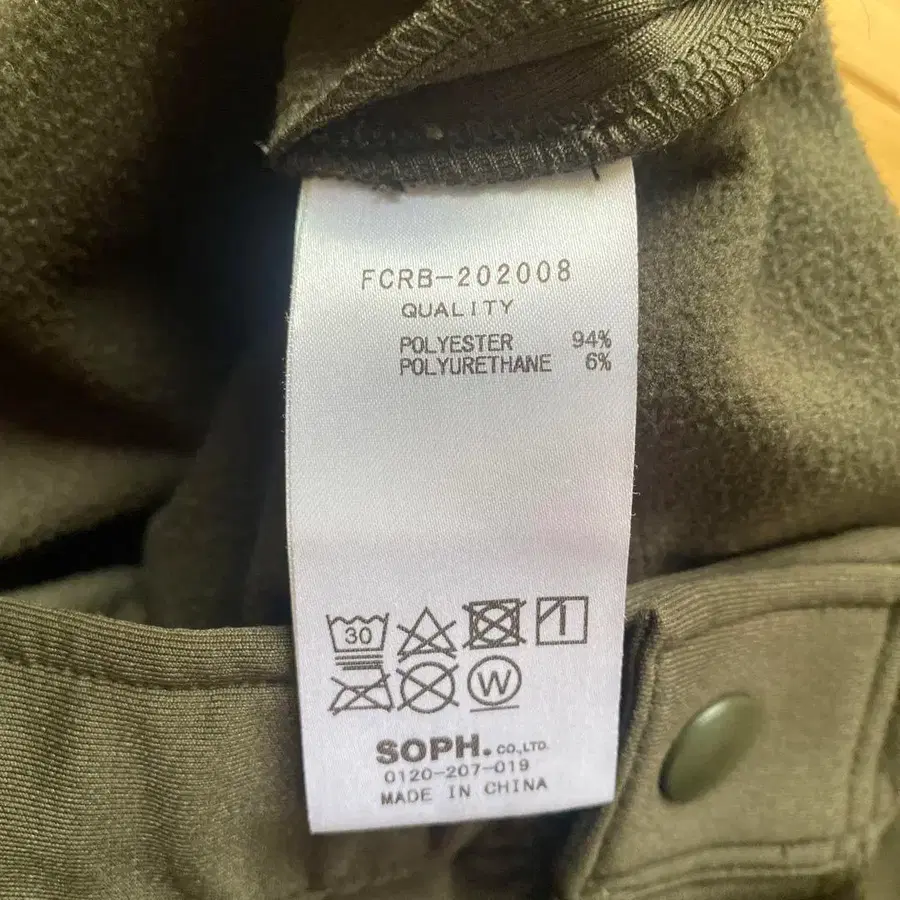 FCRB-202008
QUALITY
POLYESTER 94%
POLYURETHANE 6%
30
W
SOPH. CO.,LTD.
0120-207-019
MADE IN CHINA